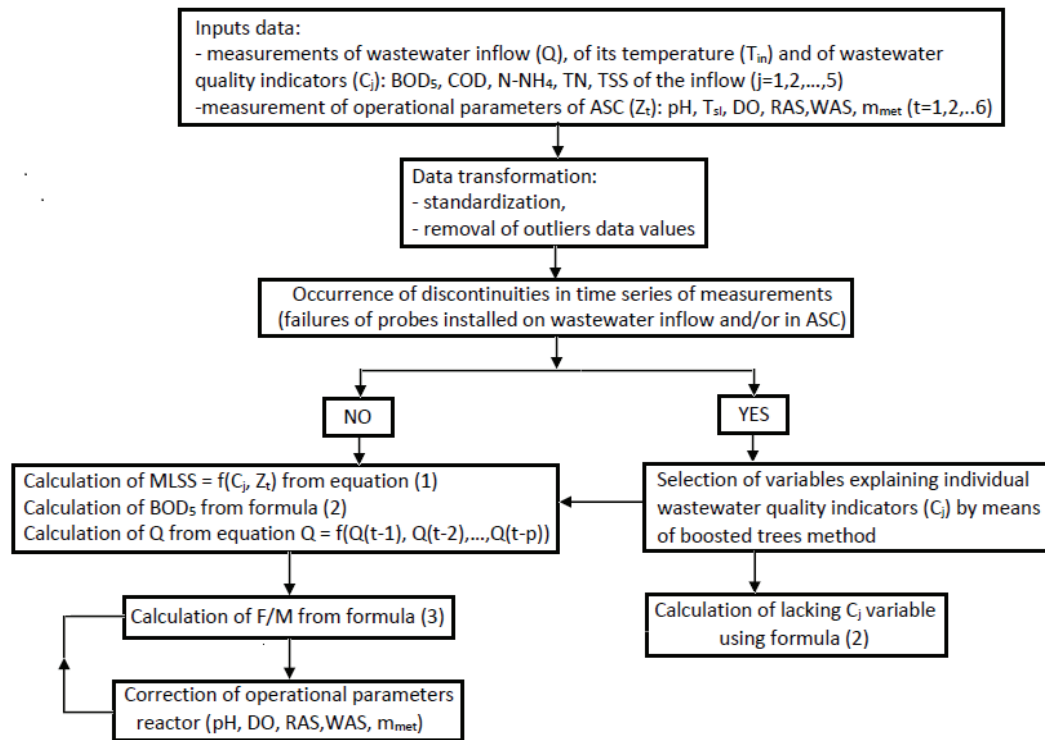 Inputs data:
- measurements of wastewater inflow (Q), of its temperature (Tᵢₙ) and of wastewater
quality indicators (Cⱼ): BOD₅, COD, N-NH₄, TN, TSS of the inflow (j=1,2,...,5)
-measurement of operational parameters of ASC (Zₜ): pH, Tₛₗ, DO, RAS,WAS, mₘₑₜ (t=1,2,..6)
Data transformation:
- standardization,
- removal of outliers data values
Occurrence of discontinuities in time series of measurements
(failures of probes installed on wastewater inflow and/or in ASC)
NO
YES
Calculation of MLSS = f(Cⱼ, Zₜ) from equation (1)
Calculation of BOD₅ from formula (2)
Calculation of Q from equation Q = f(Q(t-1), Q(t-2),...,Q(t-p))
Selection of variables explaining individual
wastewater quality indicators (Cⱼ) by means
of boosted trees method
Calculation of F/M from formula (3)
Calculation of lacking Cⱼ variable
using formula (2)
Correction of operational parameters
reactor (pH, DO, RAS,WAS, mₘₑₜ)